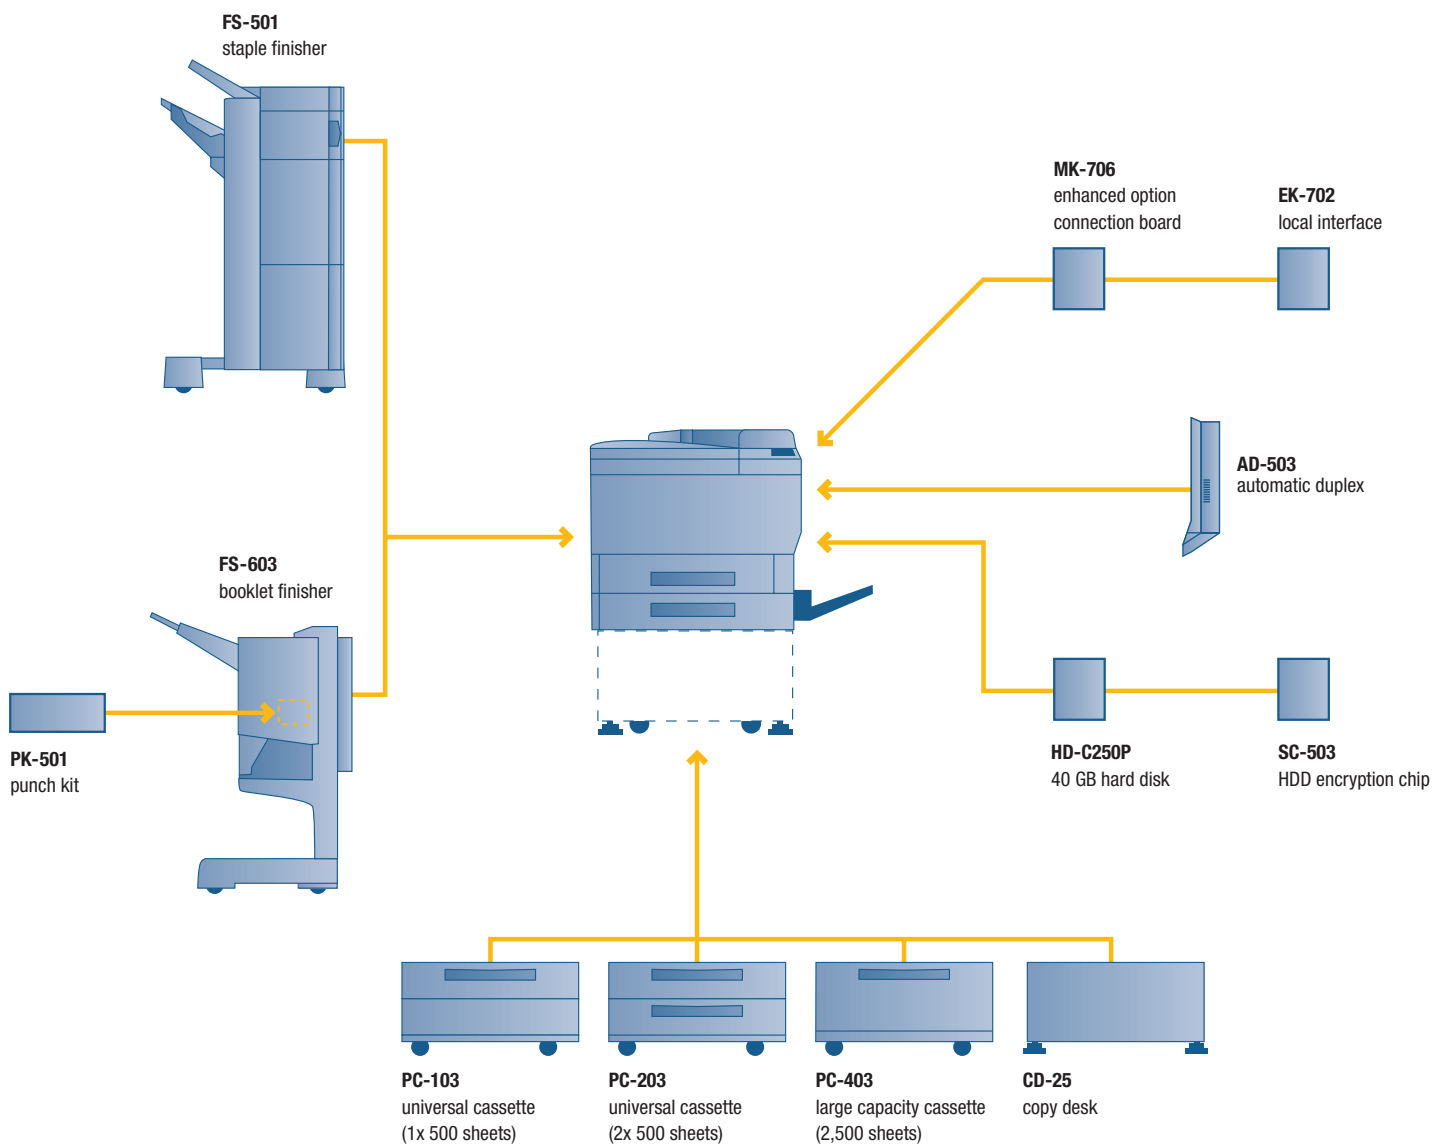 FS-501
staple finisher
MK-706
enhanced option
connection board
EK-702
local interface
AD-503
automatic duplex
FS-603
booklet finisher
PK-501
punch kit
HD-C250P
40 GB hard disk
SC-503
HDD encryption chip
PC-103
universal cassette
(1x 500 sheets)
PC-203
universal cassette
(2x 500 sheets)
PC-403
large capacity cassette
(2,500 sheets)
CD-25
copy desk